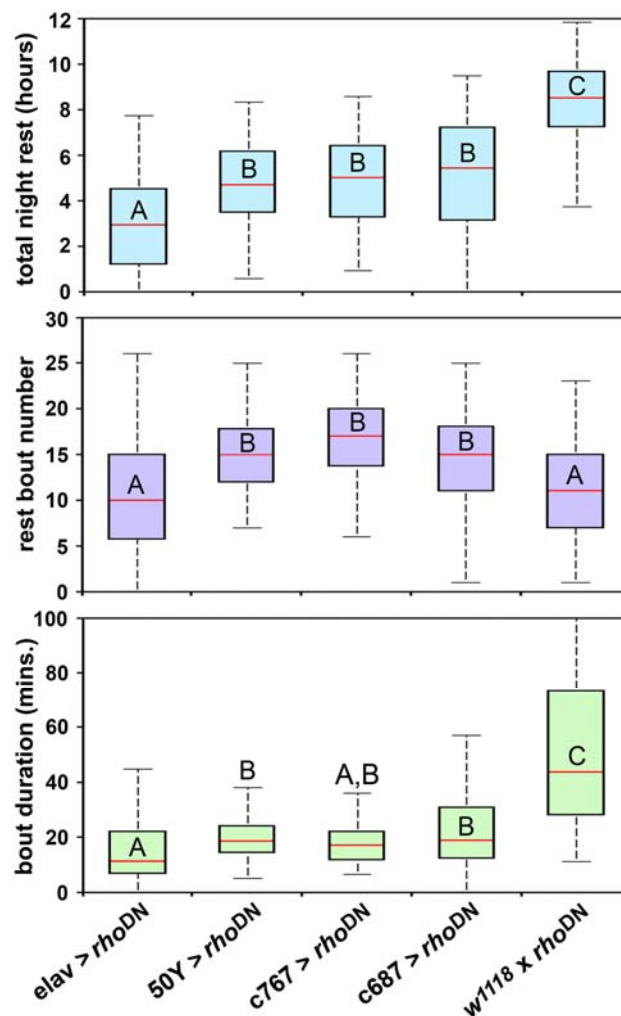 total night rest (hours)
12
10
8
6
4
2
0
A
B
B
B
C
rest bout number
30
25
20
15
10
5
0
A
B
B
B
A
bout duration (mins.)
100
80
60
40
20
0
A
B
A,B
B
C
elav > rhoDN
50Y > rhoDN
c767 > rhoDN
c687 > rhoDN
w1118 x rhoDN